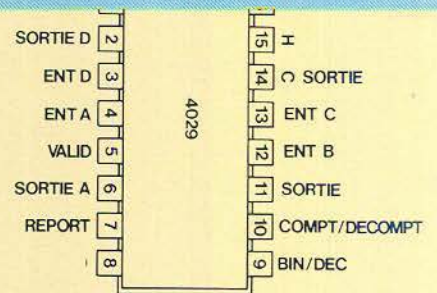 SORTIE D 2 15 H
ENT D 3 14 C SORTIE
ENT A 4 13 ENT C
4029
VALID 5 12 ENT B
SORTIE A 6 11 SORTIE
REPORT 7 10 COMPT/DECOMPT
8 9 BIN/DEC